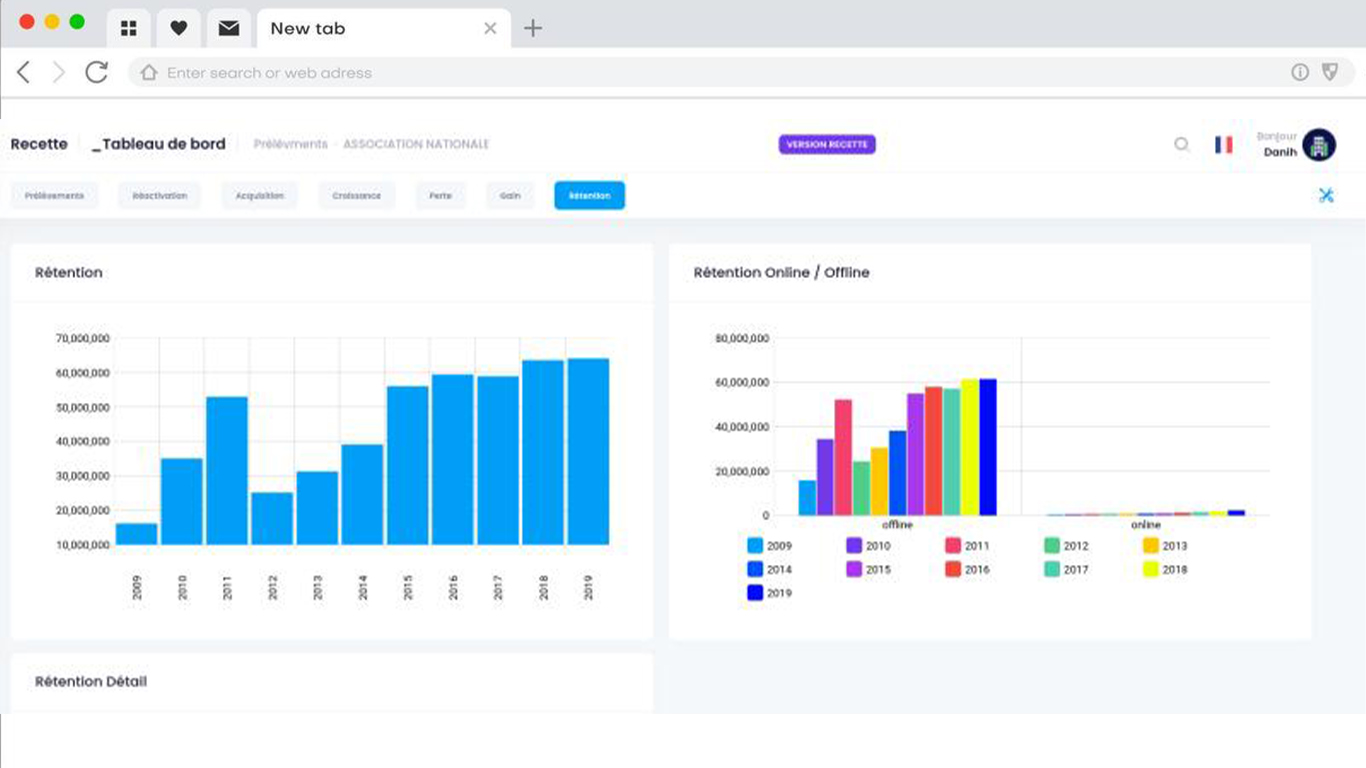 New tab
Enter search or web adress
Recette _Tableau de bord Prélèvments - ASSOCIATION NATIONALE VERSION RECETTE Bonjour
Danih
Prélèvements Réactivation Acquisition Croissance Perte Gain Rétention
Rétention
70,000,000
60,000,000
50,000,000
40,000,000
30,000,000
20,000,000
10,000,000
2009 2010 2011 2012 2013 2014 2015 2016 2017 2018 2019
Rétention Online / Offline
80,000,000
60,000,000
40,000,000
20,000,000
0
offline online
2009 2010 2011 2012 2013
2014 2015 2016 2017 2018
2019
Rétention Détail